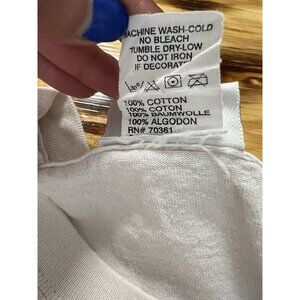 MACHINE WASH-COLD
NO BLEACH
TUMBLE DRY-LOW
DO NOT IRON
IF DECORATED
30°
100% COTTON
100% COTON
100% BAUMWOLLE
100% ALGODON
RN# 70361